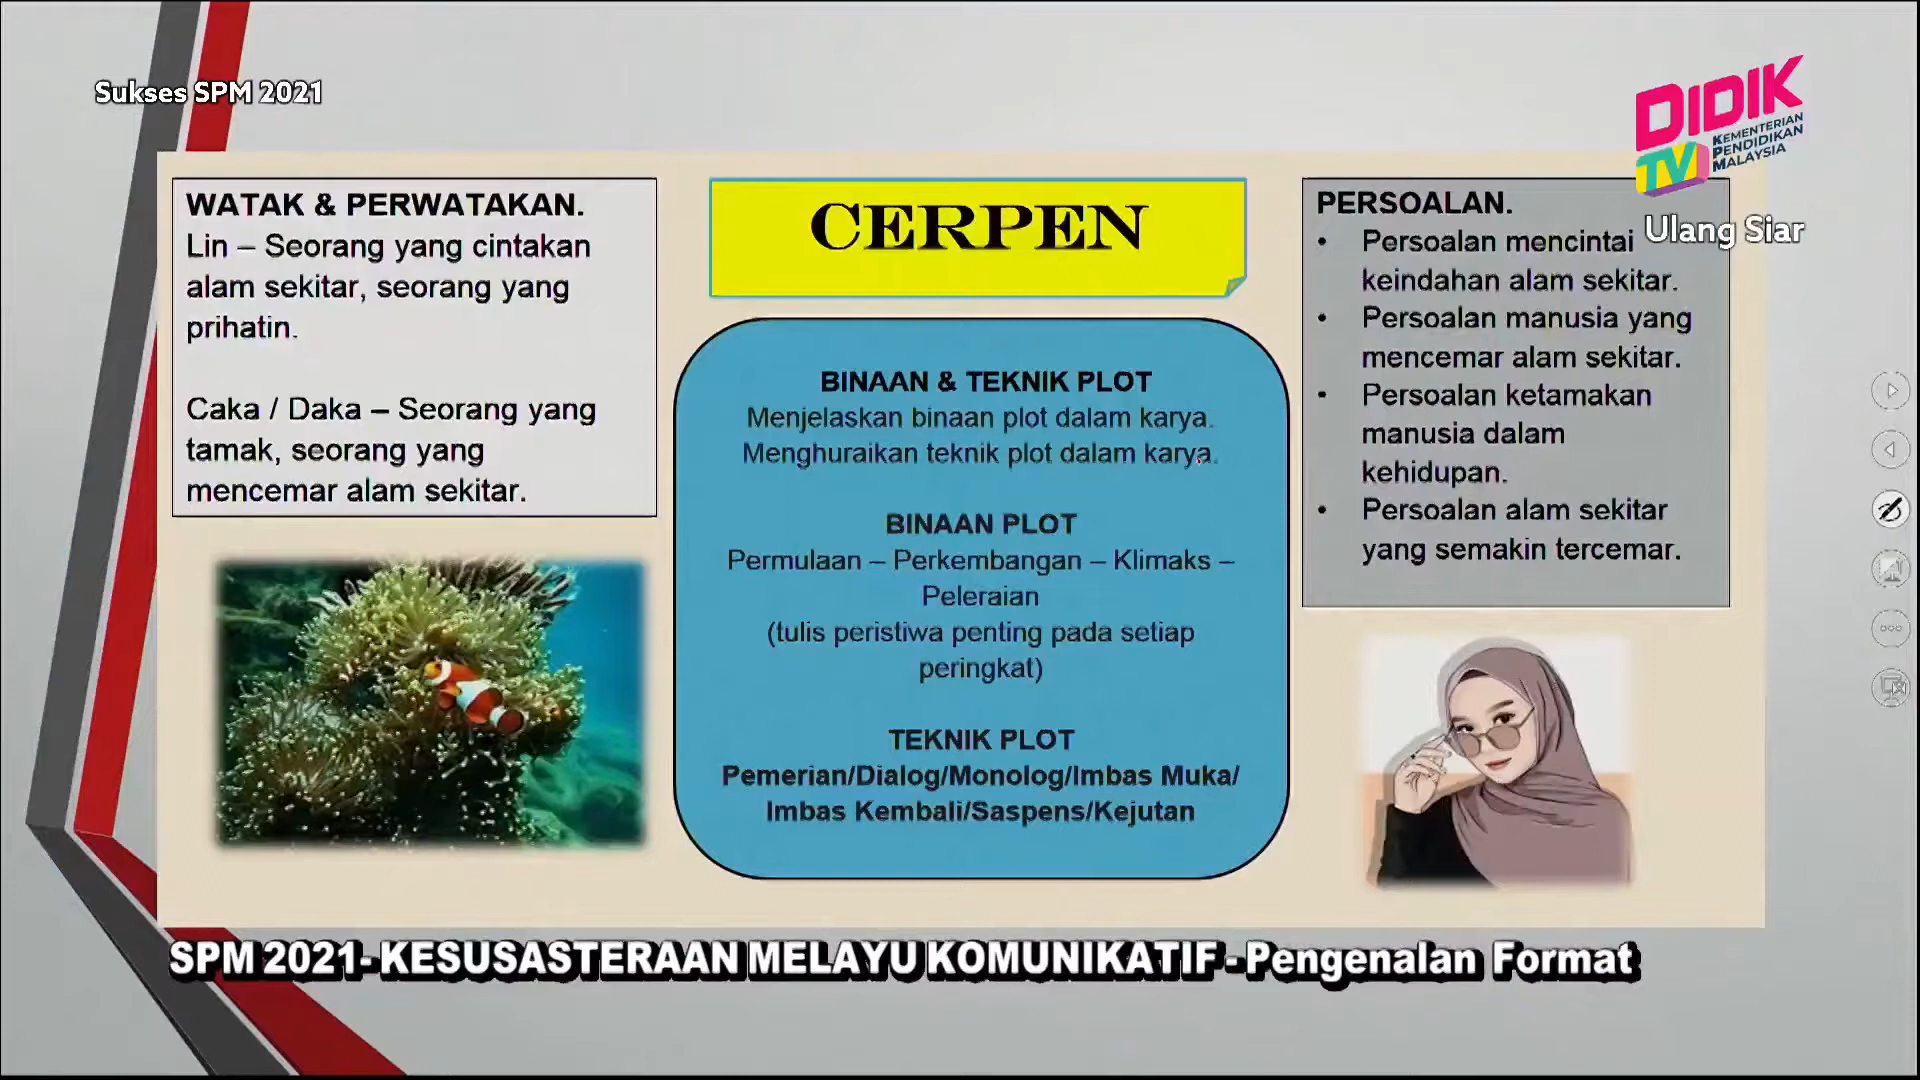 Sukses SPM 2021
DIDIK
TV
KEMENTERIAN
PENDIDIKAN
MALAYSIA
Ulang Siar
WATAK & PERWATAKAN.
Lin – Seorang yang cintakan
alam sekitar, seorang yang
prihatin.
Caka / Daka – Seorang yang
tamak, seorang yang
mencemar alam sekitar.
CERPEN
BINAAN & TEKNIK PLOT
Menjelaskan binaan plot dalam karya.
Menghuraikan teknik plot dalam karya.
BINAAN PLOT
Permulaan – Perkembangan – Klimaks –
Peleraian
(tulis peristiwa penting pada setiap
peringkat)
TEKNIK PLOT
Pemerian/Dialog/Monolog/Imbas Muka/
Imbas Kembali/Saspens/Kejutan
PERSOALAN.
• Persoalan mencintai
keindahan alam sekitar.
• Persoalan manusia yang
mencemar alam sekitar.
• Persoalan ketamakan
manusia dalam
kehidupan.
• Persoalan alam sekitar
yang semakin tercemar.
SPM 2021- KESUSASTERAAN MELAYU KOMUNIKATIF - Pengenalan Format